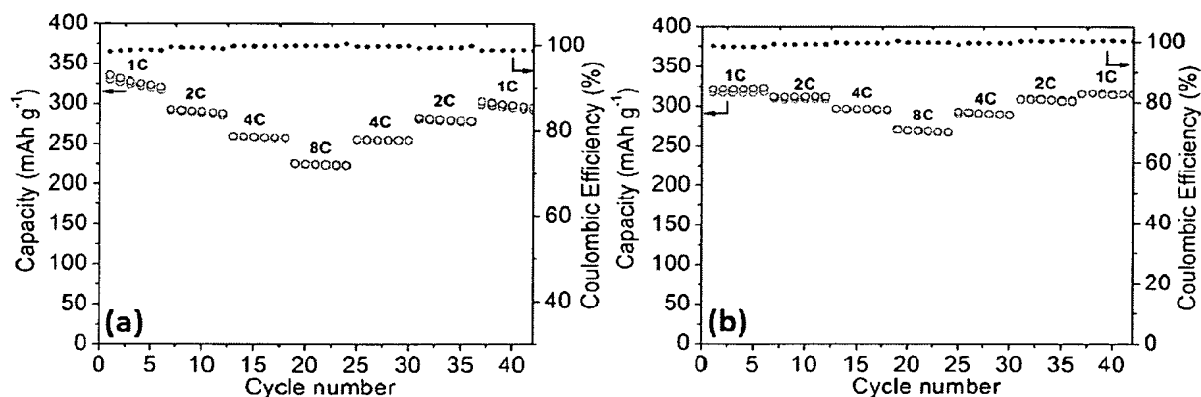 400
350
300
250
200
150
100
50
0
Capacity (mAh g⁻¹)
1C
2C
4C
8C
4C
2C
1C
(a)
0 5 10 15 20 25 30 35 40
Cycle number
100
80
60
40
Coulombic Efficiency (%)
400
350
300
250
200
150
100
50
0
Capacity (mAh g⁻¹)
1C
2C
4C
8C
4C
2C
1C
(b)
0 5 10 15 20 25 30 35 40
Cycle number
100
80
60
40
20
0
Coulombic Efficiency (%)